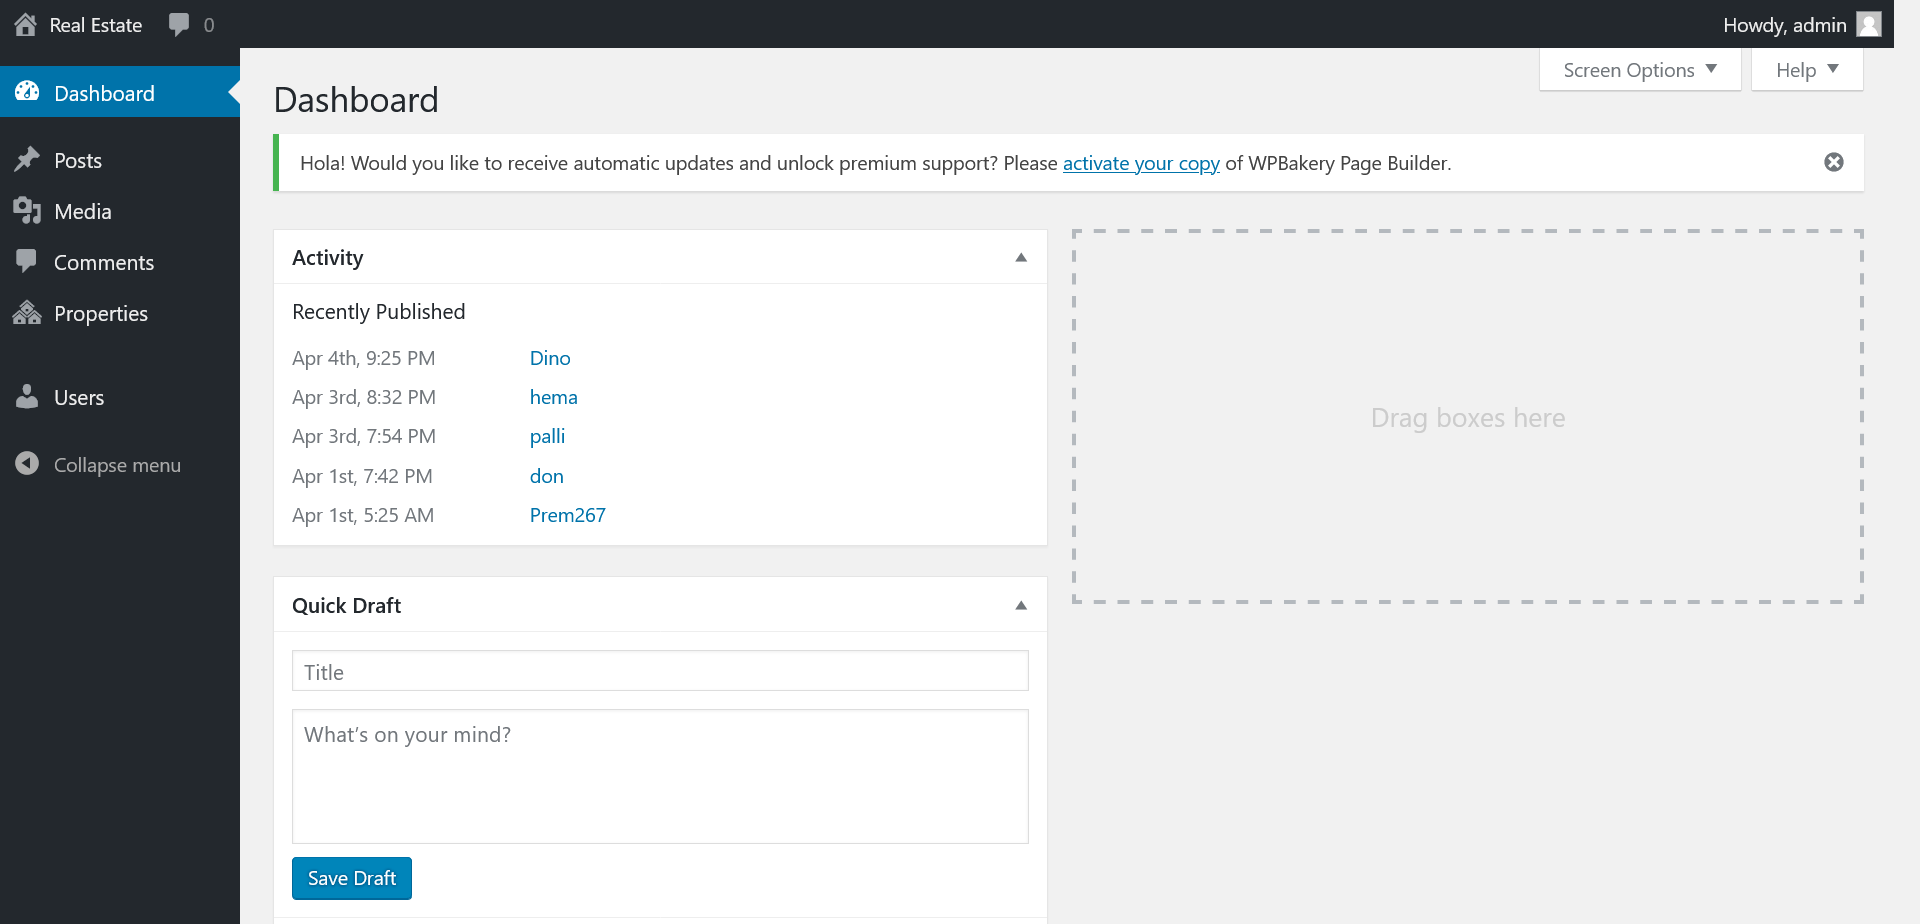 Real Estate 0 Howdy, admin
Screen Options Help
Dashboard
Posts
Media
Comments
Properties
Users
Collapse menu
Dashboard
Hola! Would you like to receive automatic updates and unlock premium support? Please activate your copy of WPBakery Page Builder.
Activity
Recently Published
Apr 4th, 9:25 PM Dino
Apr 3rd, 8:32 PM hema
Apr 3rd, 7:54 PM palli
Apr 1st, 7:42 PM don
Apr 1st, 5:25 AM Prem267
Quick Draft
Title
What’s on your mind?
Save Draft
Drag boxes here